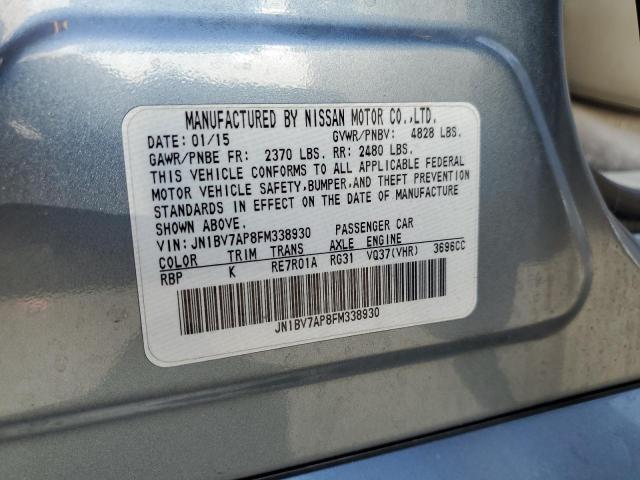 MANUFACTURED BY NISSAN MOTOR CO.,LTD.
DATE: 01/15 GVWR/PNBV: 4828 LBS.
GAWR/PNBE FR: 2370 LBS. RR: 2480 LBS.
THIS VEHICLE CONFORMS TO ALL APPLICABLE FEDERAL
MOTOR VEHICLE SAFETY,BUMPER,AND THEFT PREVENTION
STANDARDS IN EFFECT ON THE DATE OF MANUFACTURE
SHOWN ABOVE.
VIN: JN1BV7AP8FM338930 PASSENGER CAR
COLOR TRIM TRANS AXLE ENGINE
RBP K RE7R01A RG31 VQ37(VHR) 3696CC
JN1BV7AP8FM338930